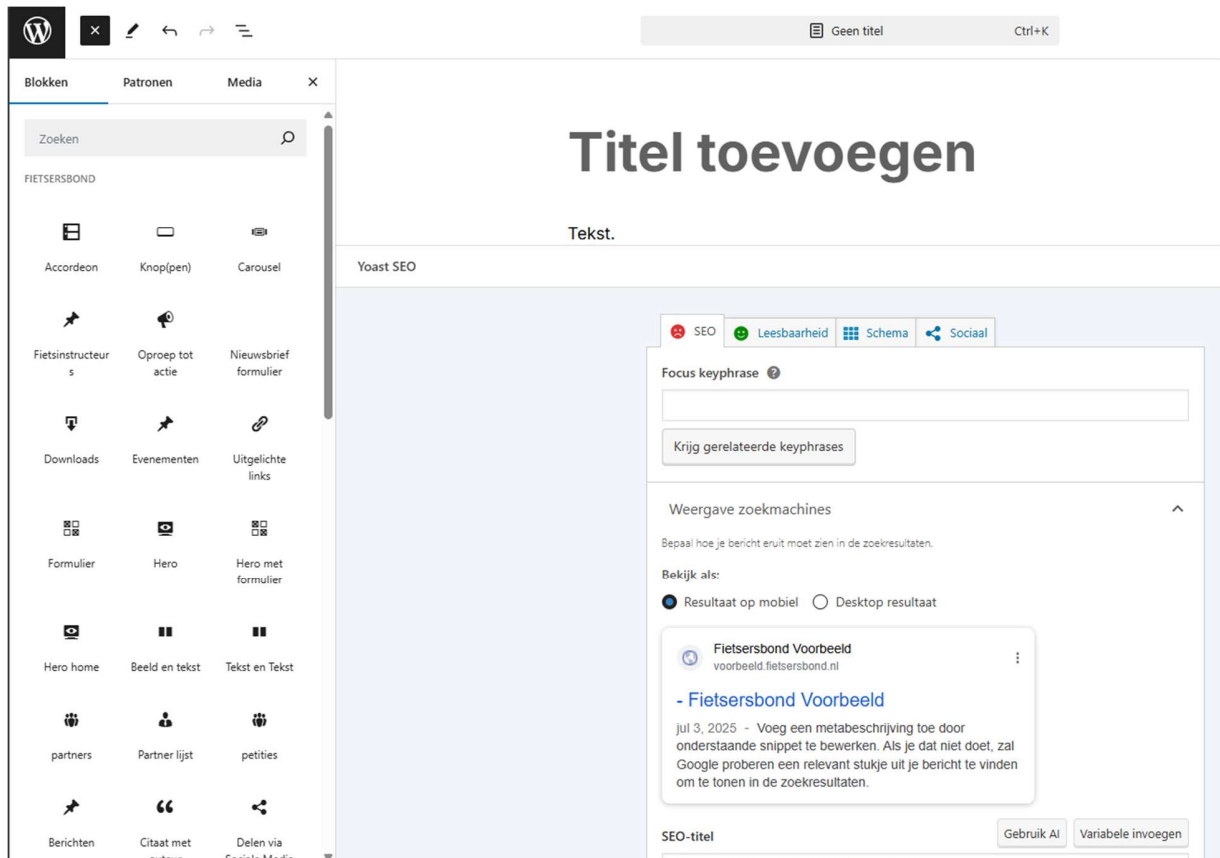 Geen titel
Ctrl+K
Blokken
Patronen
Media
Zoeken
FIETSERSBOND
Accordeon
Knop(pen)
Carousel
Fietsinstructeur
s
Oproep tot
actie
Nieuwsbrief
formulier
Downloads
Evenementen
Uitgelichte
links
Formulier
Hero
Hero met
formulier
Hero home
Beeld en tekst
Tekst en Tekst
partners
Partner lijst
petities
Berichten
Citaat met
Delen via
Titel toevoegen
Tekst.
Yoast SEO
SEO
Leesbaarheid
Schema
Sociaal
Focus keyphrase
Krijg gerelateerde keyphrases
Weergave zoekmachines
Bepaal hoe je bericht eruit moet zien in de zoekresultaten.
Bekijk als:
Resultaat op mobiel
Desktop resultaat
Fietsersbond Voorbeeld
voorbeeld.fietsersbond.nl
- Fietsersbond Voorbeeld
jul 3, 2025 - Voeg een metabeschrijving toe door
onderstaande snippet te bewerken. Als je dat niet doet, zal
Google proberen een relevant stukje uit je bericht te vinden
om te tonen in de zoekresultaten.
SEO-titel
Gebruik AI
Variabele invoegen